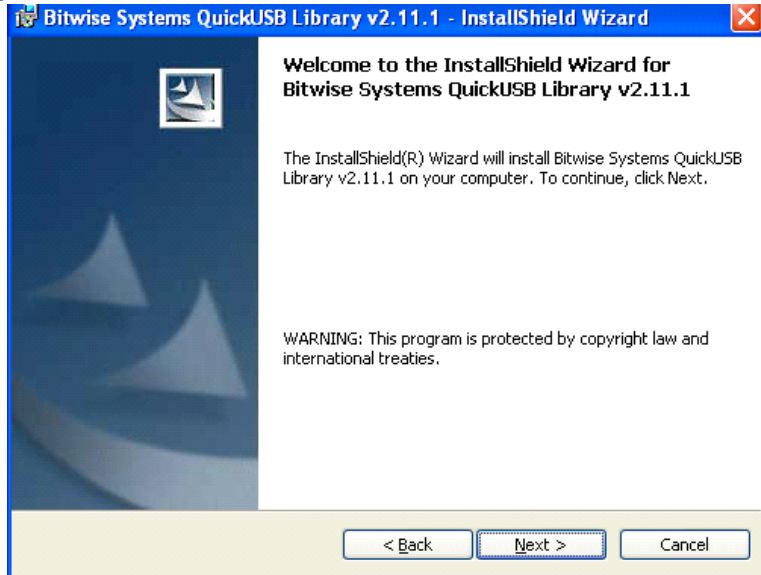 Bitwise Systems QuickUSB Library v2.11.1 - InstallShield Wizard
Welcome to the InstallShield Wizard for
Bitwise Systems QuickUSB Library v2.11.1
The InstallShield(R) Wizard will install Bitwise Systems QuickUSB
Library v2.11.1 on your computer. To continue, click Next.
WARNING: This program is protected by copyright law and
international treaties.
< Back
Next >
Cancel